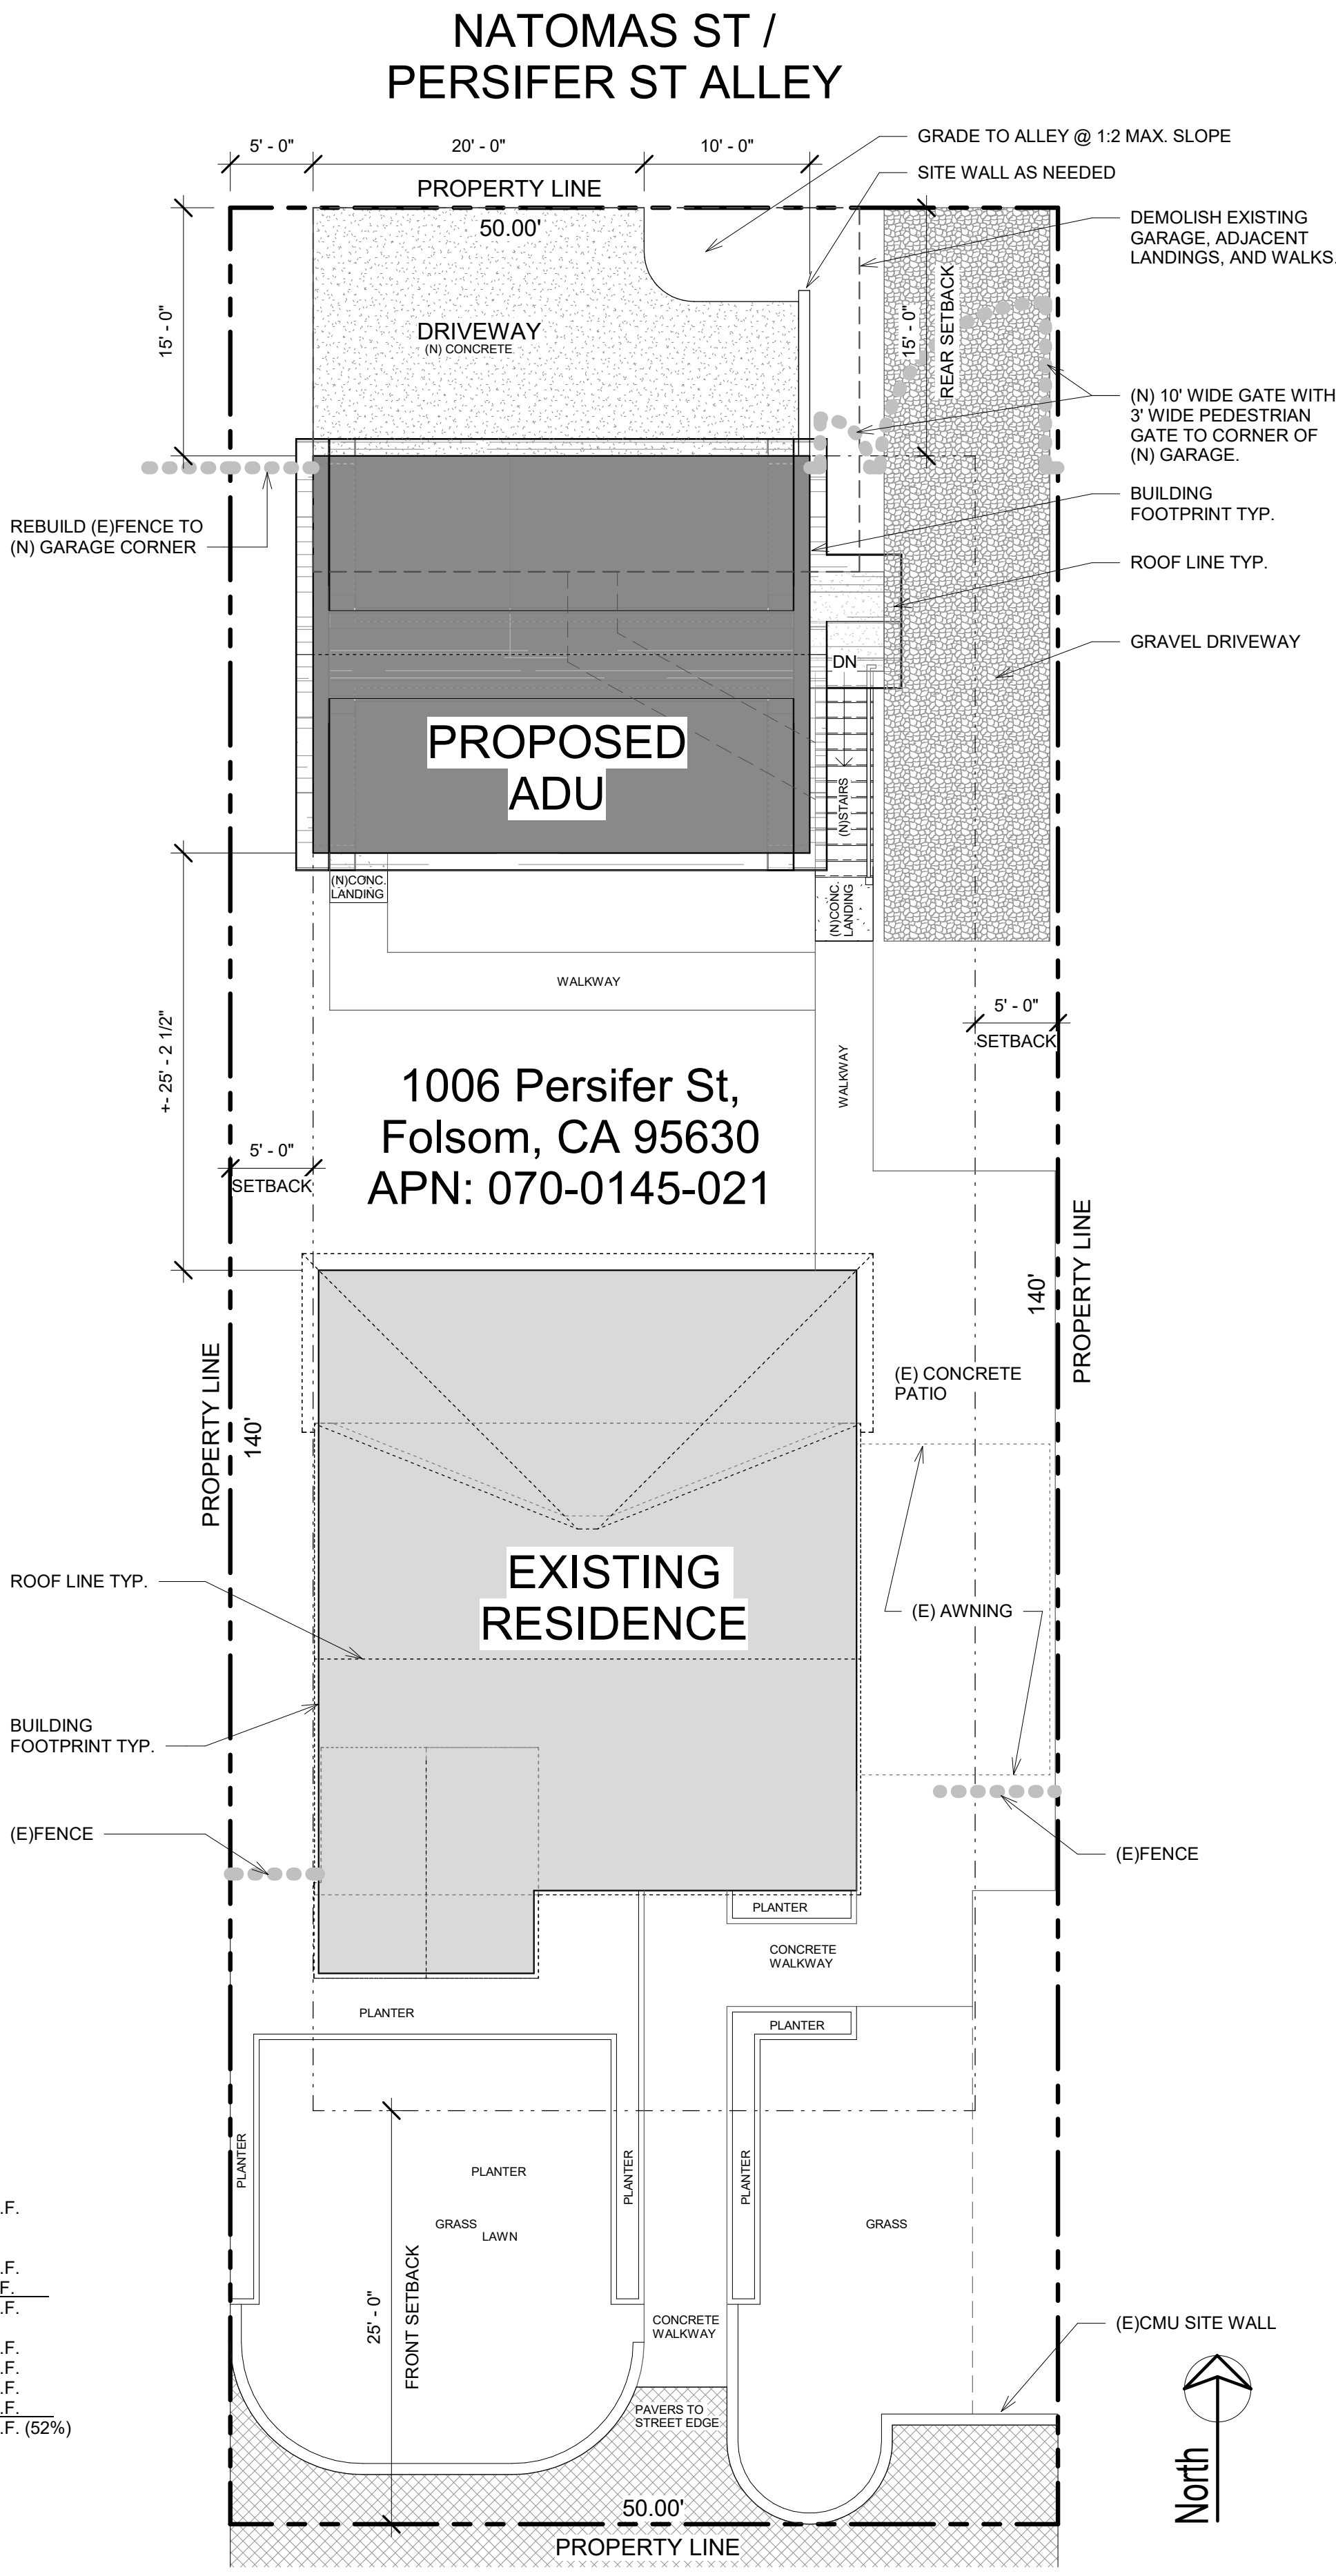 NATOMAS ST /
PERSIFER ST ALLEY
5' - 0"
20' - 0"
10' - 0"
GRADE TO ALLEY @ 1:2 MAX. SLOPE
SITE WALL AS NEEDED
PROPERTY LINE
50.00'
DEMOLISH EXISTING
GARAGE, ADJACENT
LANDINGS, AND WALKS.
15' - 0"
DRIVEWAY
(N) CONCRETE
15' - 0"
REAR SETBACK
(N) 10' WIDE GATE WITH
3' WIDE PEDESTRIAN
GATE TO CORNER OF
(N) GARAGE.
REBUILD (E)FENCE TO
(N) GARAGE CORNER
BUILDING
FOOTPRINT TYP.
ROOF LINE TYP.
GRAVEL DRIVEWAY
DN
PROPOSED
ADU
(N)STAIRS
(N)CONC.
LANDING
(N)CONC.
LANDING
WALKWAY
5' - 0"
SETBACK
+- 25' - 2 1/2"
WALKWAY
1006 Persifer St,
Folsom, CA 95630
APN: 070-0145-021
5' - 0"
SETBACK
PROPERTY LINE
140'
PROPERTY LINE
140'
(E) CONCRETE
PATIO
EXISTING
RESIDENCE
ROOF LINE TYP.
(E) AWNING
BUILDING
FOOTPRINT TYP.
(E)FENCE
(E)FENCE
PLANTER
CONCRETE
WALKWAY
PLANTER
PLANTER
PLANTER
PLANTER
PLANTER
PLANTER
GRASS
LAWN
GRASS
25' - 0"
FRONT SETBACK
CONCRETE
WALKWAY
(E)CMU SITE WALL
PAVERS TO
STREET EDGE
North
50.00'
PROPERTY LINE
.F.
.F.
F.
.F.
.F.
.F.
.F.
.F.
.F. (52%)